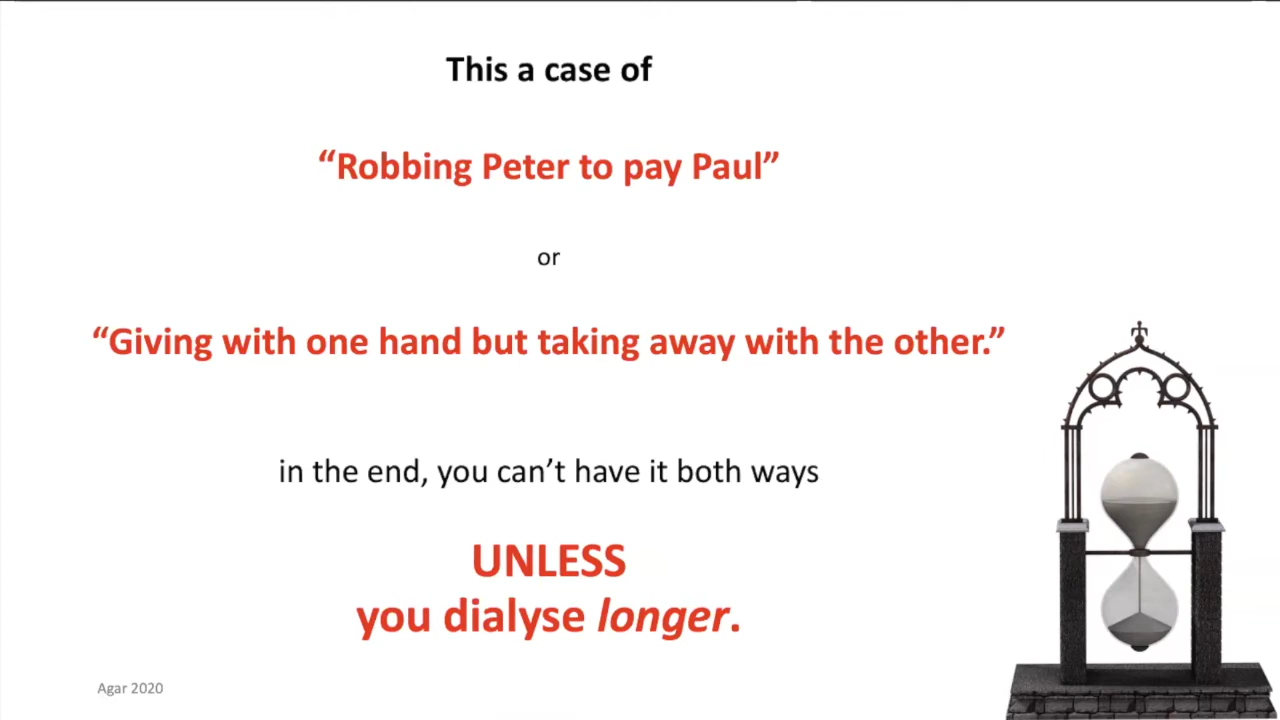 This a case of
“Robbing Peter to pay Paul”
or
“Giving with one hand but taking away with the other.”
in the end, you can’t have it both ways
UNLESS
you dialyse longer.
Agar 2020